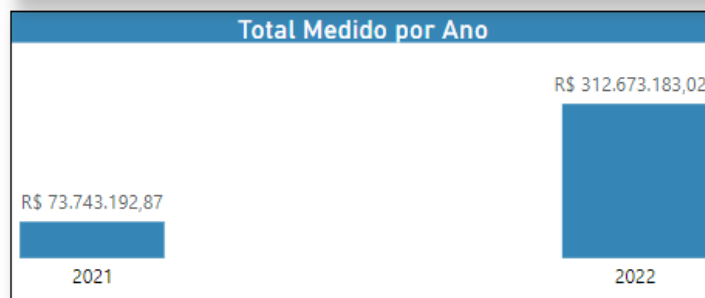 Total Medido por Ano
R$ 312.673.183,02
R$ 73.743.192,87
2021
2022